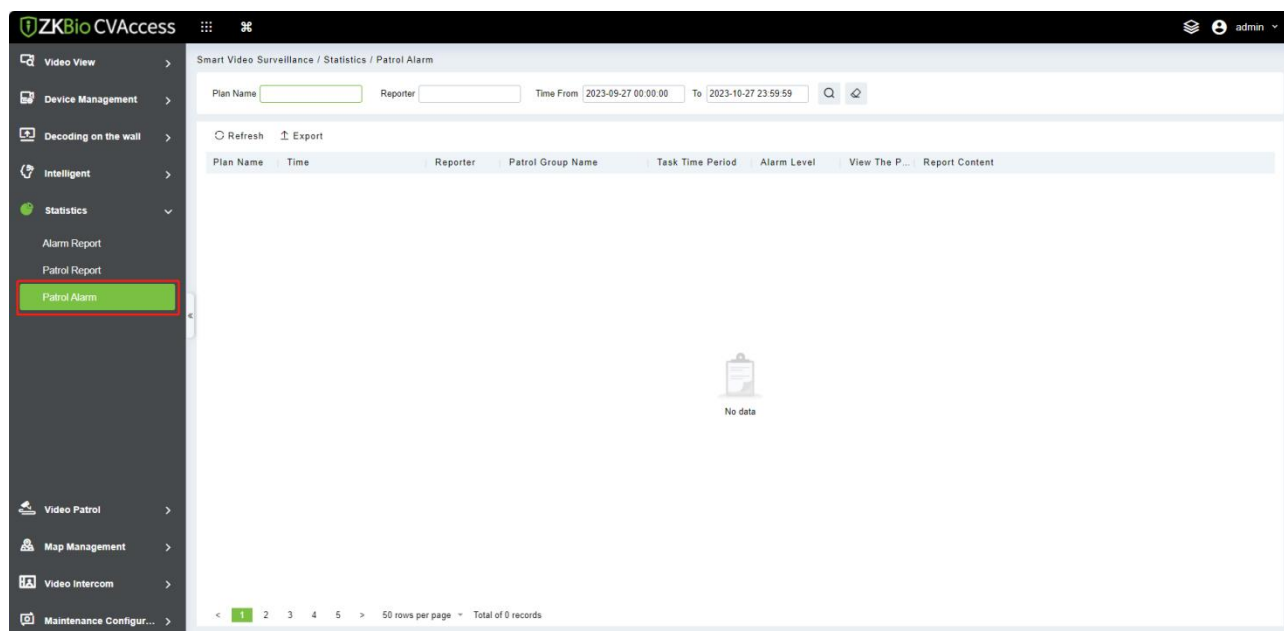 ZKBio CVAccess
admin
Video View
Device Management
Decoding on the wall
Intelligent
Statistics
Alarm Report
Patrol Report
Patrol Alarm
Video Patrol
Map Management
Video Intercom
Maintenance Configur...
Smart Video Surveillance / Statistics / Patrol Alarm
Plan Name Reporter Time From 2023-09-27 00:00:00 To 2023-10-27 23:59:59
Refresh Export
Plan Name Time Reporter Patrol Group Name Task Time Period Alarm Level View The P... Report Content
No data
< 1 2 3 4 5 > 50 rows per page Total of 0 records